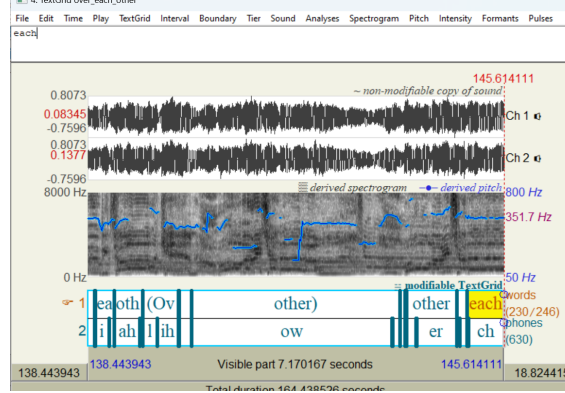 4. TextGrid over_each_other
File Edit Time Play TextGrid Interval Boundary Tier Sound Analyses Spectrogram Pitch Intensity Formants Pulses
each
145.614111
0.8073 ~ non-modifiable copy of sound
0.08345 Ch 1
-0.7596
0.8073
0.1377 Ch 2
-0.7596
8000 Hz derived spectrogram derived pitch 800 Hz
351.7 Hz
0 Hz 50 Hz
modifiable TextGrid
1 ea oth (Ov other) other each words
(230/246)
2 i ah l ih ow er ch phones
(630)
138.443943 138.443943 Visible part 7.170167 seconds 145.614111 18.824415
Total duration 164.438526 seconds